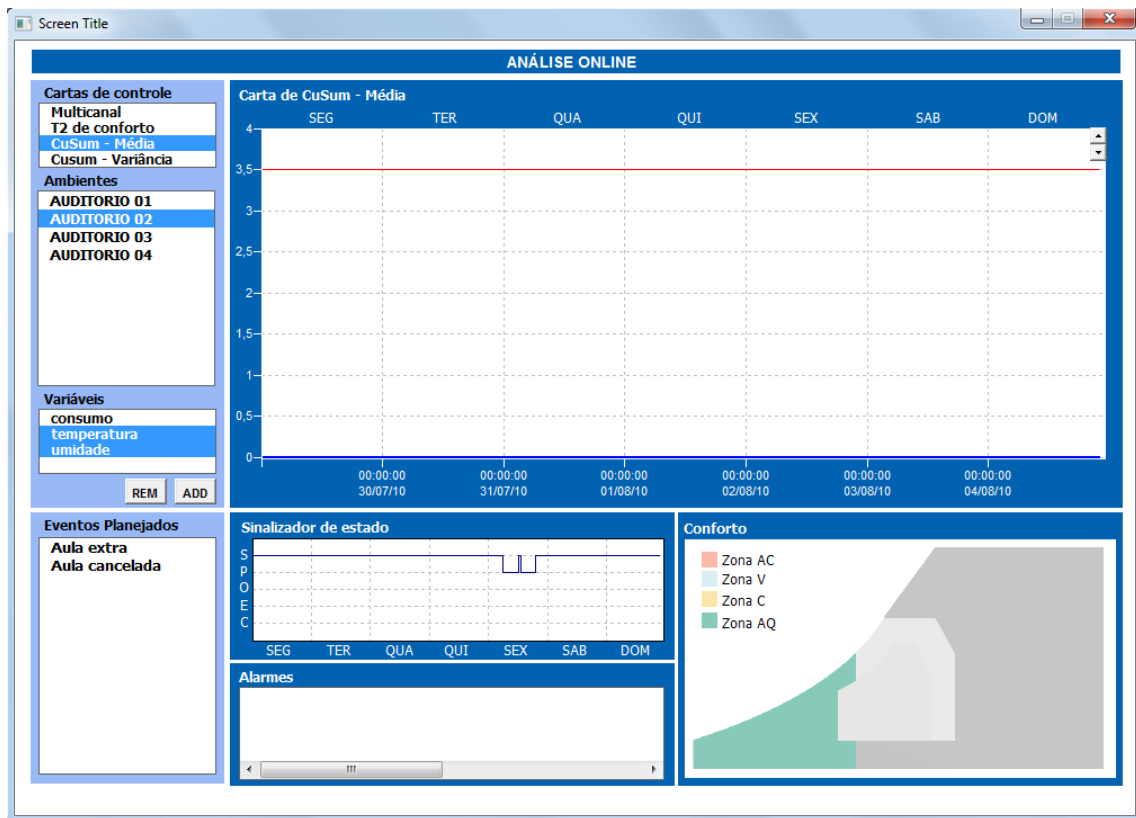 Screen Title
ANÁLISE ONLINE
Cartas de controle
Multicanal
T2 de conforto
CuSum - Média
Cusum - Variância
Ambientes
AUDITORIO 01
AUDITORIO 02
AUDITORIO 03
AUDITORIO 04
Variáveis
consumo
temperatura
umidade
REM ADD
Carta de CuSum - Média
SEG TER QUA QUI SEX SAB DOM
4
3,5
3
2,5
2
1,5
1
0,5
0
00:00:00 00:00:00 00:00:00 00:00:00 00:00:00 00:00:00
30/07/10 31/07/10 01/08/10 02/08/10 03/08/10 04/08/10
Eventos Planejados
Aula extra
Aula cancelada
Sinalizador de estado
S
P
O
E
C
SEG TER QUA QUI SEX SAB DOM
Alarmes
Conforto
Zona AC
Zona V
Zona C
Zona AQ